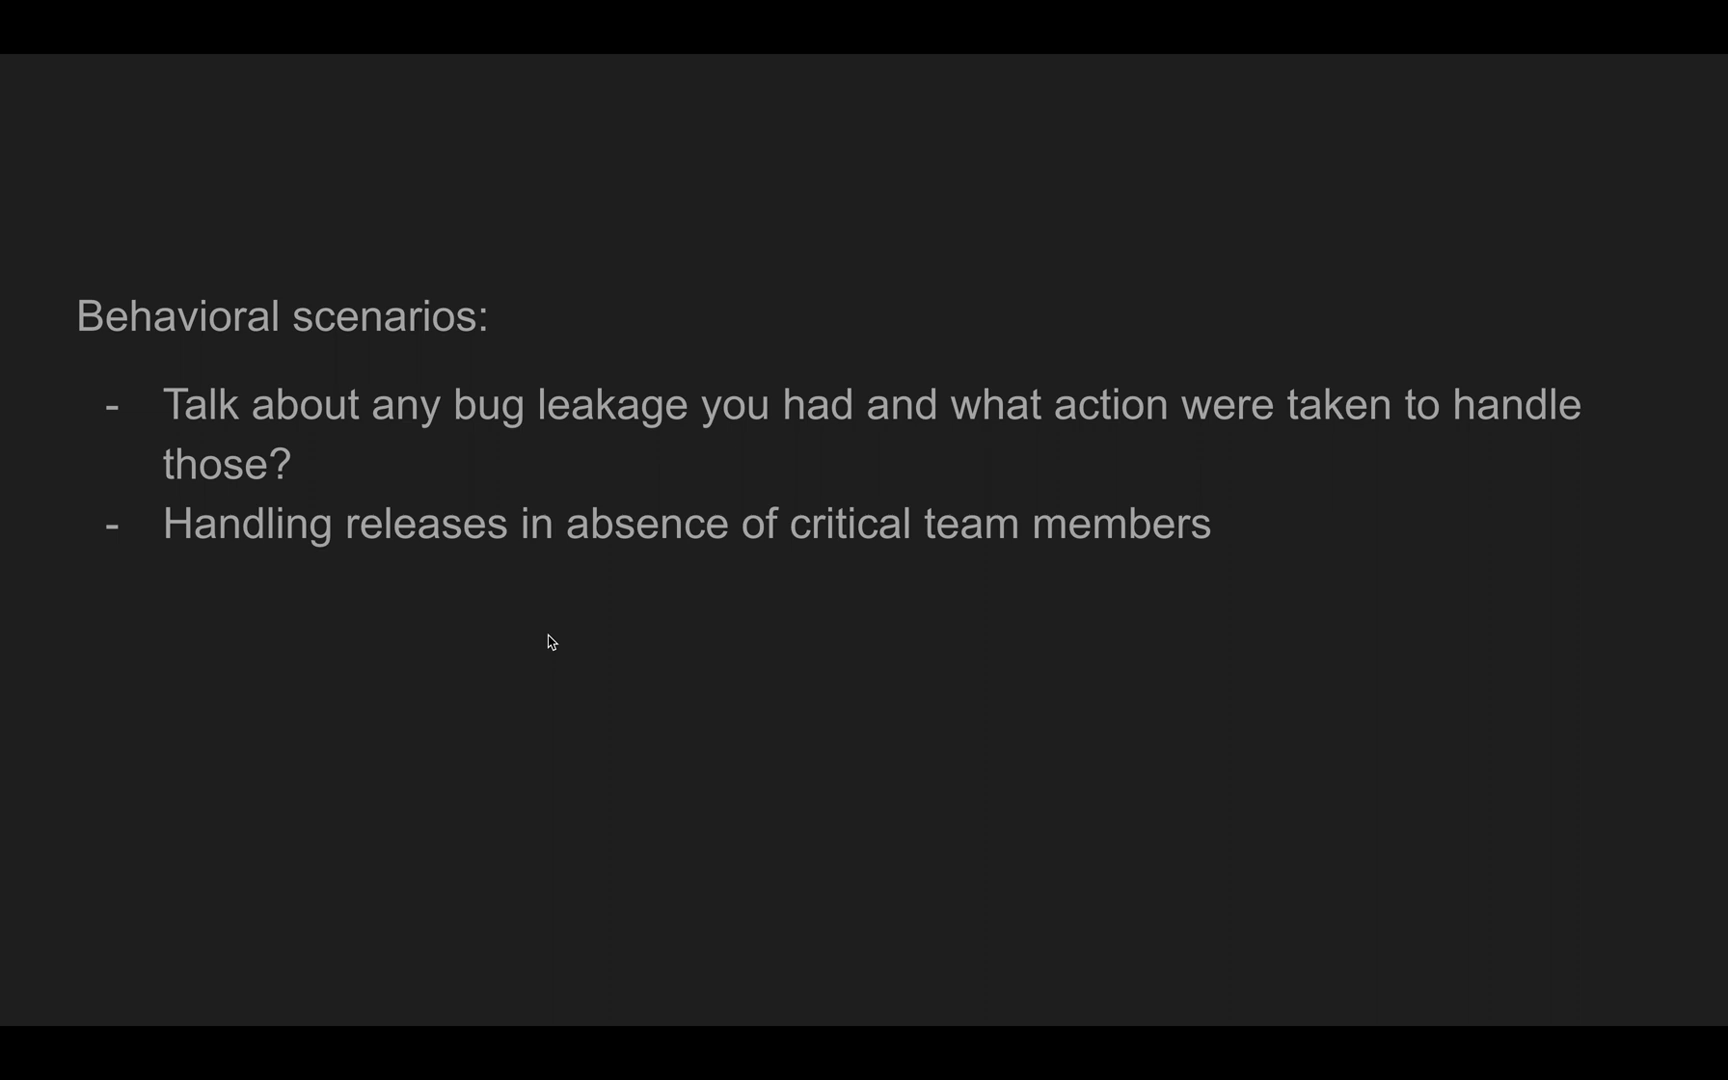 Behavioral scenarios:
- Talk about any bug leakage you had and what action were taken to handle
those?
- Handling releases in absence of critical team members